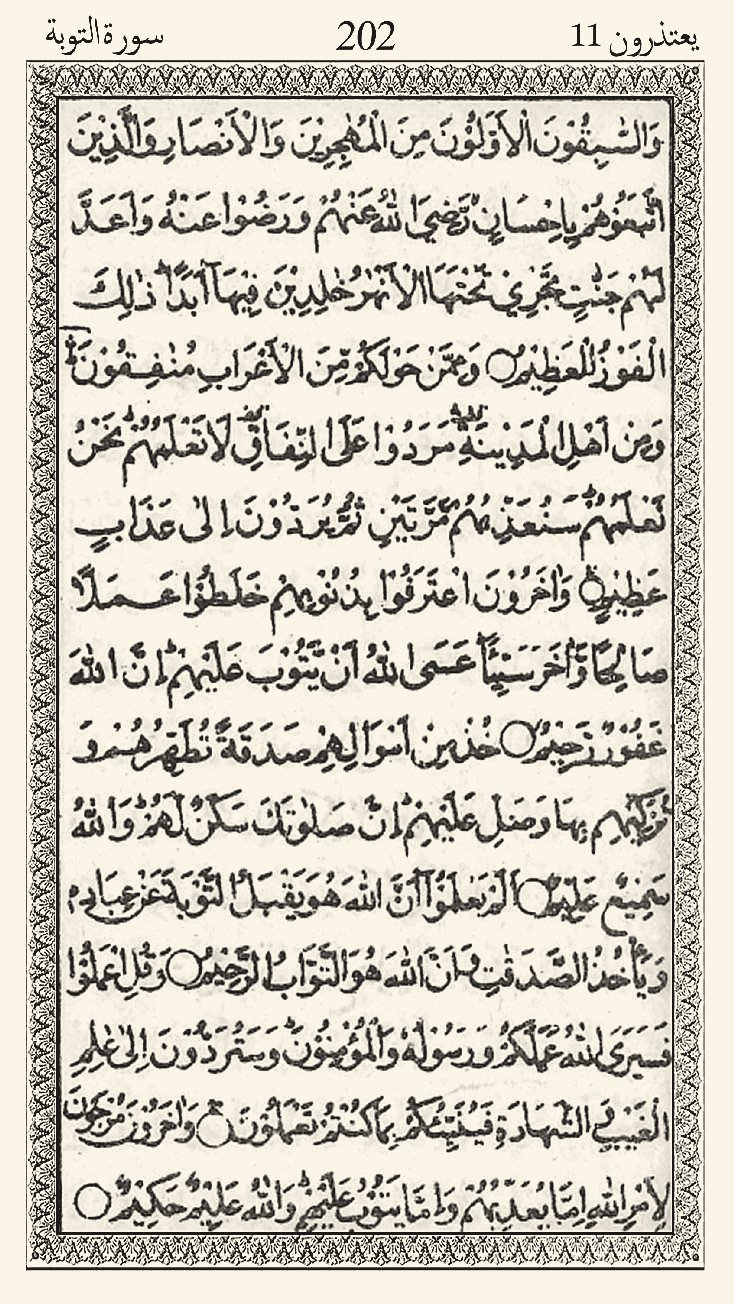 يعتذرون 11
202
سورة التوبة
وَالسّٰبِقُوْنَ الْاَوَّلُوْنَ مِنَ الْمُهٰجِرِيْنَ وَالْاَنْصَارِ وَالَّذِيْنَ
اتَّبَعُوْهُمْ بِاِحْسَانٍ رَّضِيَ اللّٰهُ عَنْهُمْ وَرَضُوْا عَنْهُ وَاَعَدَّ
لَهُمْ جَنّٰتٍ تَجْرِيْ تَحْتَهَا الْاَنْهٰرُ خٰلِدِيْنَ فِيْهَآ اَبَدًا ؕ ذٰلِكَ
الْفَوْزُ الْعَظِيْمُ ○ وَمِمَّنْ حَوْلَكُمْ مِّنَ الْاَعْرَابِ مُنٰفِقُوْنَ ۛؕ
وَمِنْ اَهْلِ الْمَدِيْنَةِ ۛؔ مَرَدُوْا عَلَى النِّفَاقِ ۫ لَا تَعْلَمُهُمْ ؕ نَحْنُ
نَعْلَمُهُمْ ؕ سَنُعَذِّبُهُمْ مَّرَّتَيْنِ ثُمَّ يُرَدُّوْنَ اِلٰى عَذَابٍ
عَظِيْمٍ ○ وَاٰخَرُوْنَ اعْتَرَفُوْا بِذُنُوْبِهِمْ خَلَطُوْا عَمَلًا
صَالِحًا وَّاٰخَرَ سَيِّئًا ؕ عَسَى اللّٰهُ اَنْ يَّتُوْبَ عَلَيْهِمْ ؕ اِنَّ اللّٰهَ
غَفُوْرٌ رَّحِيْمٌ ○ خُذْ مِنْ اَمْوَالِهِمْ صَدَقَةً تُطَهِّرُهُمْ وَ
تُزَكِّيْهِمْ بِهَا وَصَلِّ عَلَيْهِمْ ؕ اِنَّ صَلٰوتَكَ سَكَنٌ لَّهُمْ ؕ وَاللّٰهُ
سَمِيْعٌ عَلِيْمٌ ○ اَلَمْ يَعْلَمُوْٓا اَنَّ اللّٰهَ هُوَ يَقْبَلُ التَّوْبَةَ عَنْ عِبَادِهٖ
وَيَاْخُذُ الصَّدَقٰتِ وَاَنَّ اللّٰهَ هُوَ التَّوَّابُ الرَّحِيْمُ ○ وَقُلِ اعْمَلُوْا
فَسَيَرَى اللّٰهُ عَمَلَكُمْ وَرَسُوْلُهٗ وَالْمُؤْمِنُوْنَ ؕ وَسَتُرَدُّوْنَ اِلٰى عٰلِمِ
الْغَيْبِ وَالشَّهَادَةِ فَيُنَبِّئُكُمْ بِمَا كُنْتُمْ تَعْمَلُوْنَ ○ وَاٰخَرُوْنَ مُرْجَوْنَ
لِاَمْرِ اللّٰهِ اِمَّا يُعَذِّبُهُمْ وَاِمَّا يَتُوْبُ عَلَيْهِمْ ؕ وَاللّٰهُ عَلِيْمٌ حَكِيْمٌ ○